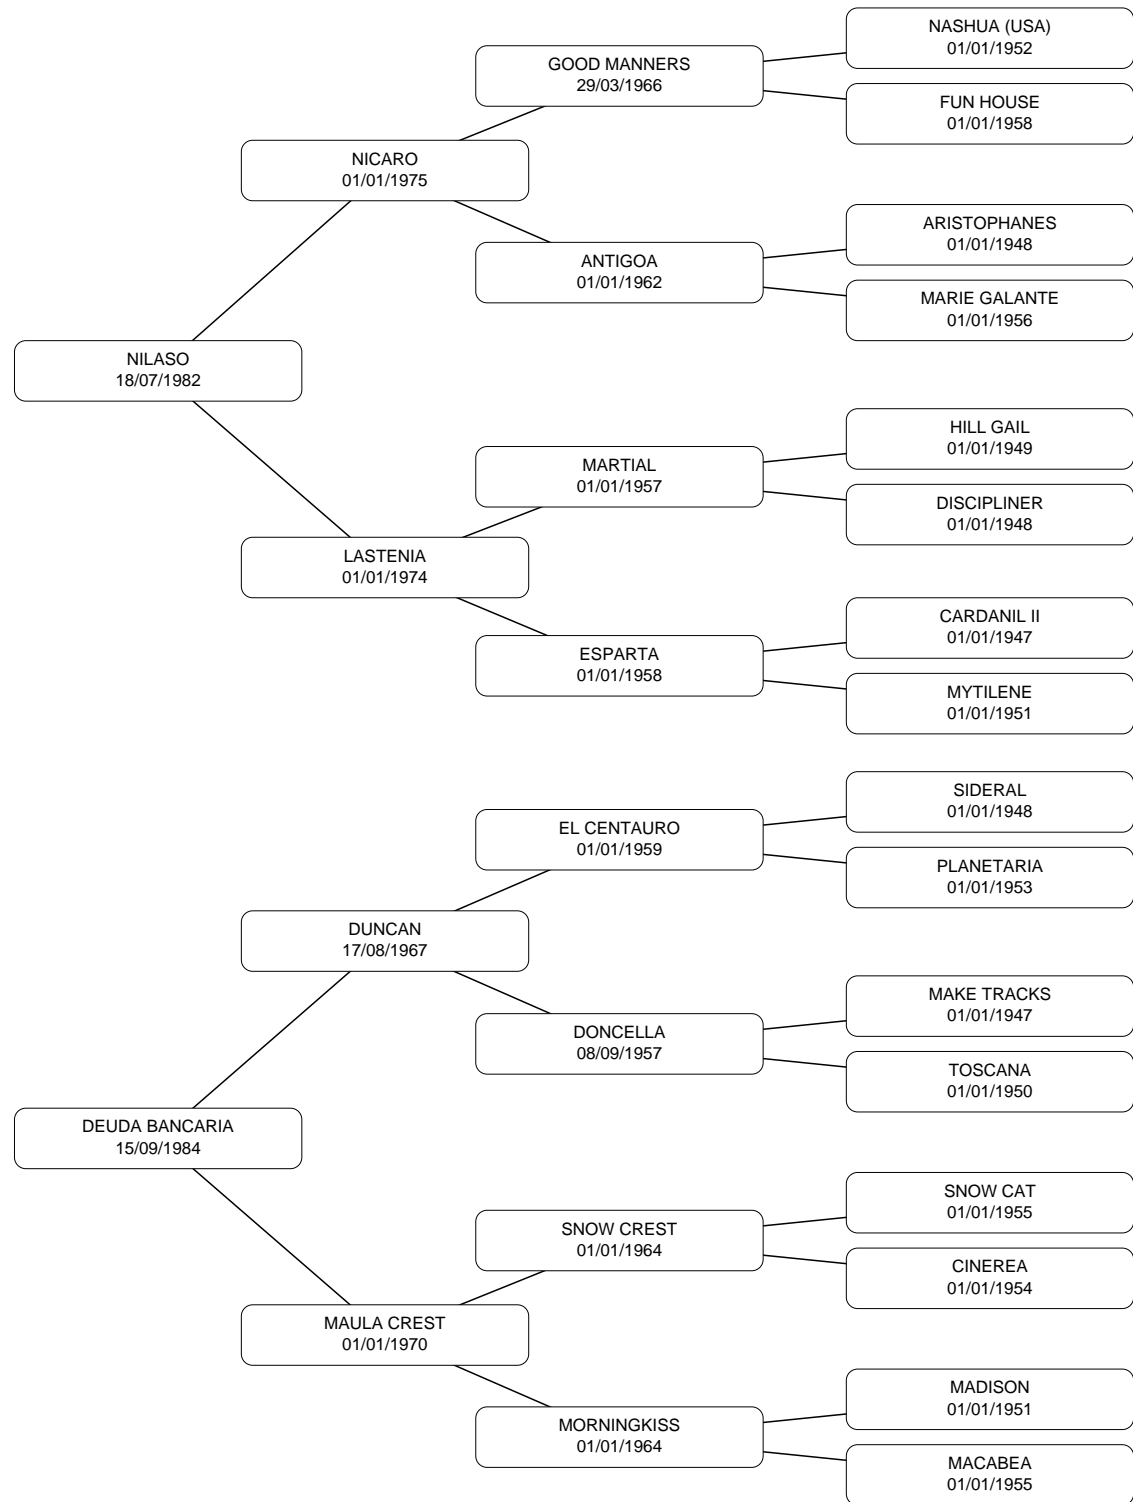 NASHUA (USA)
01/01/1952
GOOD MANNERS
29/03/1966
FUN HOUSE
01/01/1958
NICARO
01/01/1975
ARISTOPHANES
01/01/1948
ANTIGOA
01/01/1962
MARIE GALANTE
01/01/1956
NILASO
18/07/1982
HILL GAIL
01/01/1949
MARTIAL
01/01/1957
DISCIPLINER
01/01/1948
LASTENIA
01/01/1974
CARDANIL II
01/01/1947
ESPARTA
01/01/1958
MYTILENE
01/01/1951
SIDERAL
01/01/1948
EL CENTAURO
01/01/1959
PLANETARIA
01/01/1953
DUNCAN
17/08/1967
MAKE TRACKS
01/01/1947
DONCELLA
08/09/1957
TOSCANA
01/01/1950
DEUDA BANCARIA
15/09/1984
SNOW CAT
01/01/1955
SNOW CREST
01/01/1964
CINEREA
01/01/1954
MAULA CREST
01/01/1970
MADISON
01/01/1951
MORNINGKISS
01/01/1964
MACABEA
01/01/1955